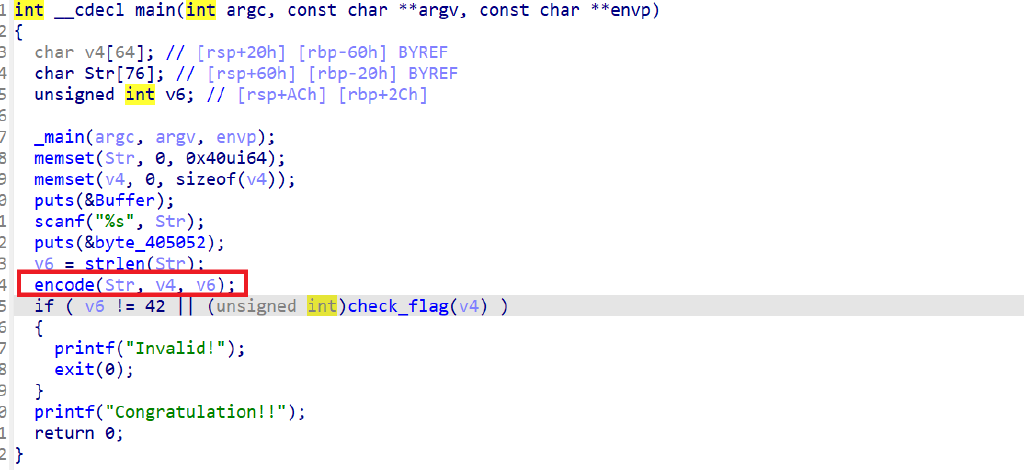 1 int __cdecl main(int argc, const char **argv, const char **envp)
2 {
3 char v4[64]; // [rsp+20h] [rbp-60h] BYREF
4 char Str[76]; // [rsp+60h] [rbp-20h] BYREF
5 unsigned int v6; // [rsp+ACh] [rbp+2Ch]
6
7 _main(argc, argv, envp);
8 memset(Str, 0, 0x40ui64);
9 memset(v4, 0, sizeof(v4));
0 puts(&Buffer);
1 scanf("%s", Str);
2 puts(&byte_405052);
3 v6 = strlen(Str);
4 encode(Str, v4, v6);
5 if ( v6 != 42 || (unsigned int)check_flag(v4) )
6 {
7 printf("Invalid!");
8 exit(0);
9 }
0 printf("Congratulation!!");
1 return 0;
2 }